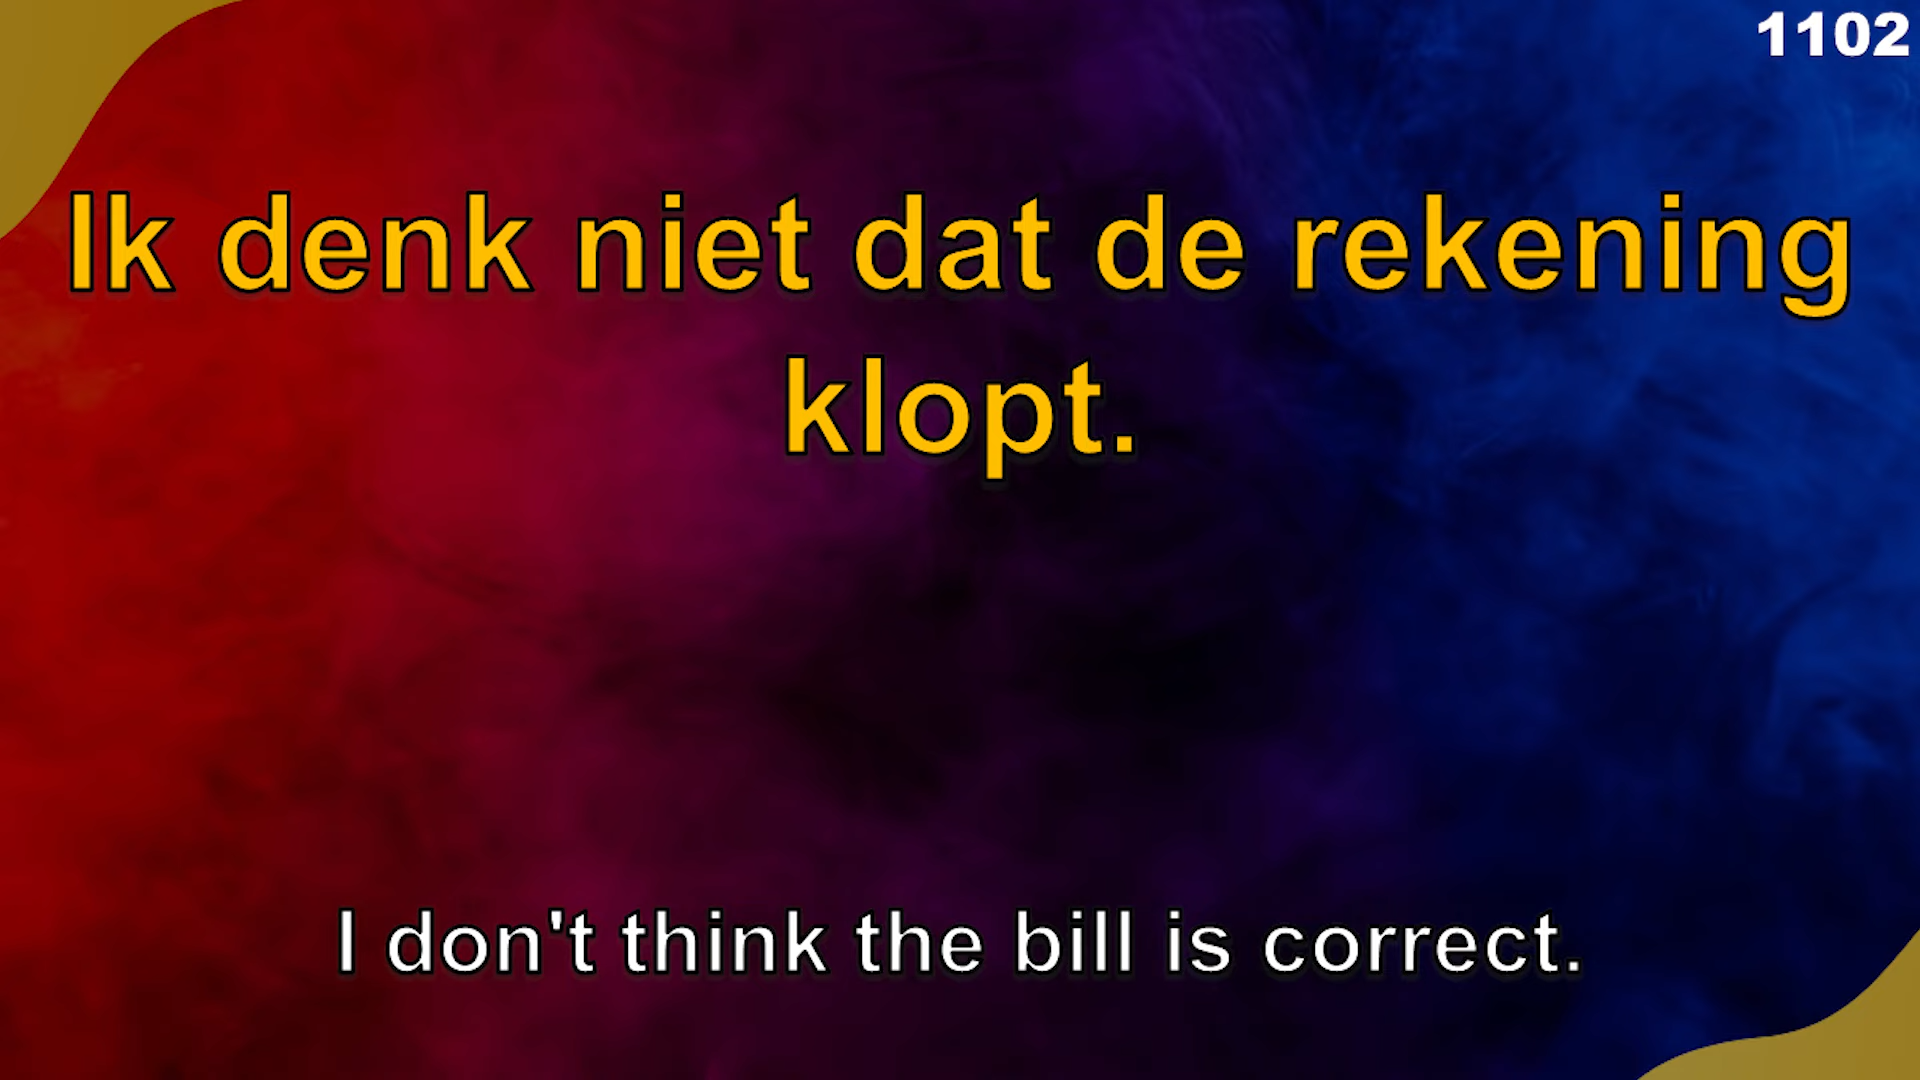 1102
Ik denk niet dat de rekening
klopt.
I don't think the bill is correct.